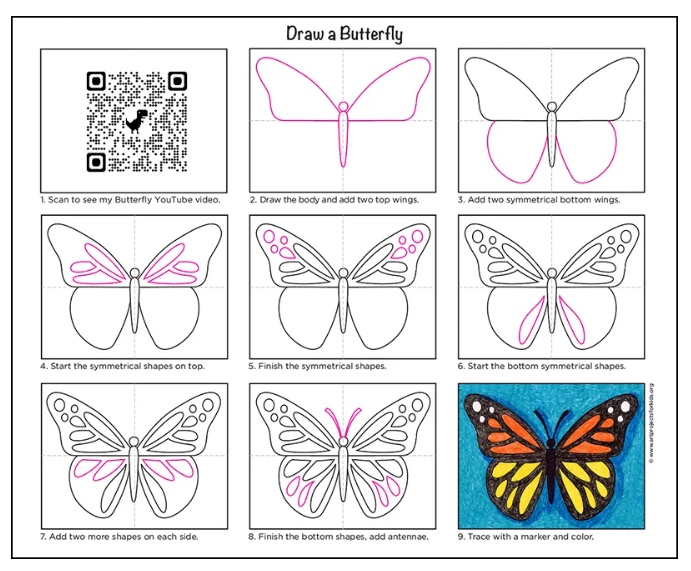 Draw a Butterfly
1. Scan to see my Butterfly YouTube video.
2. Draw the body and add two top wings.
3. Add two symmetrical bottom wings.
4. Start the symmetrical shapes on top.
5. Finish the symmetrical shapes.
6. Start the bottom symmetrical shapes.
7. Add two more shapes on each side.
8. Finish the bottom shapes, add antennae.
9. Trace with a marker and color.
© www.artprojectsforkids.org